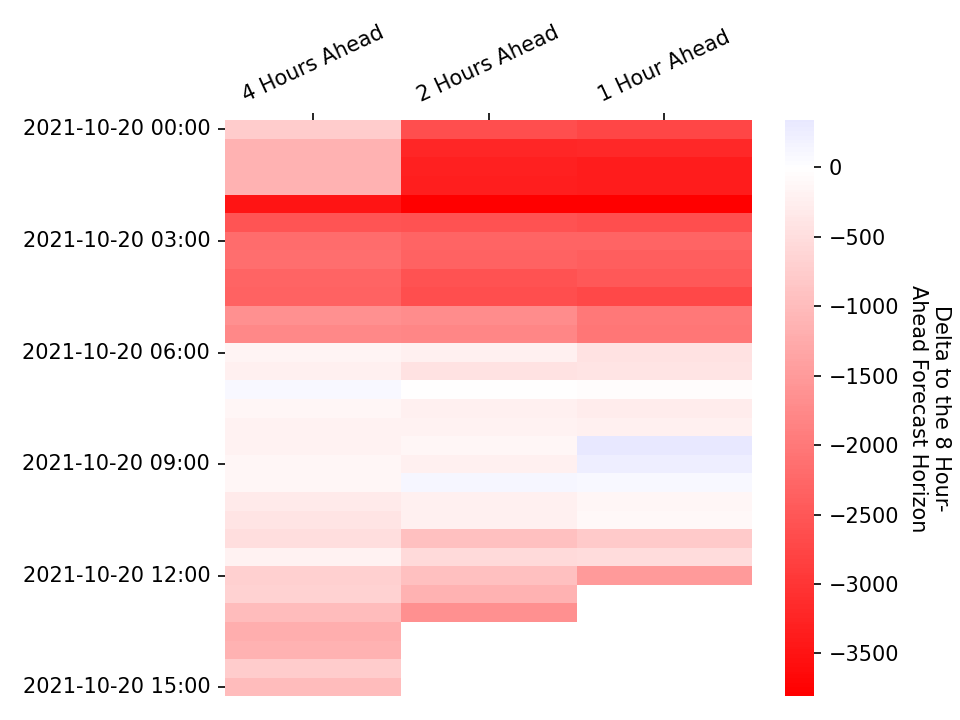 4 Hours Ahead
2 Hours Ahead
1 Hour Ahead
2021-10-20 00:00
2021-10-20 03:00
2021-10-20 06:00
2021-10-20 09:00
2021-10-20 12:00
2021-10-20 15:00
0
−500
−1000
−1500
−2000
−2500
−3000
−3500
Delta to the 8 Hour-
Ahead Forecast Horizon